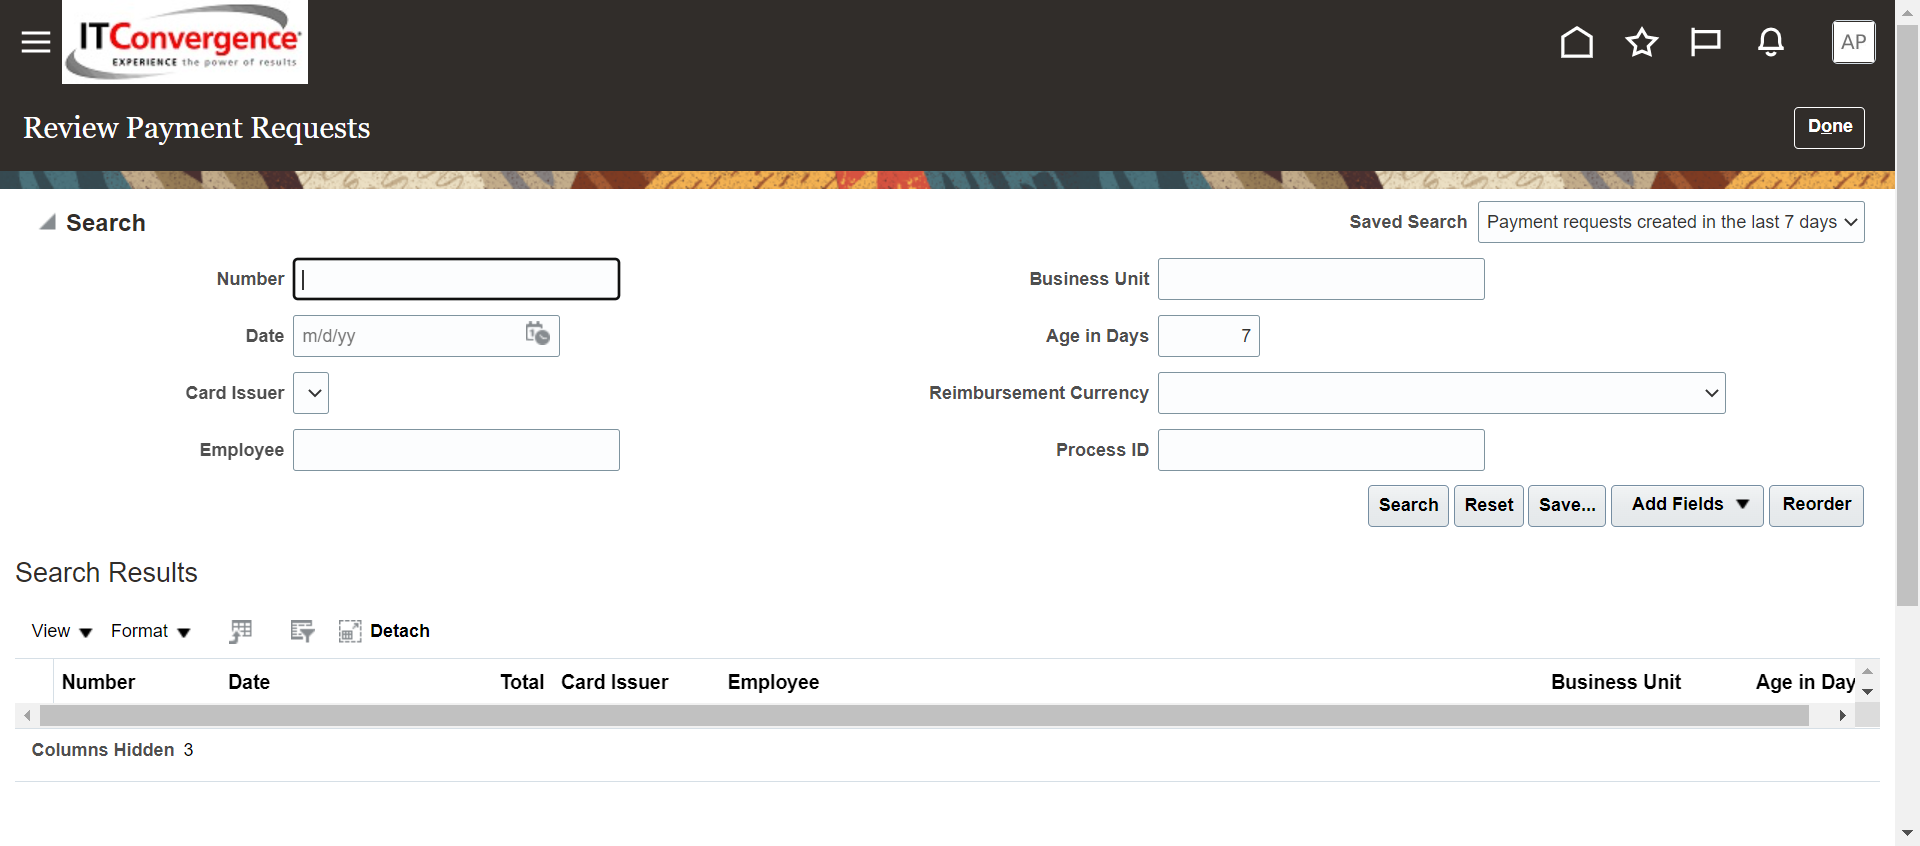 ITConvergence
EXPERIENCE the power of results
AP
Review Payment Requests
Done
Search
Saved Search Payment requests created in the last 7 days
Number
Business Unit
Date m/d/yy
Age in Days 7
Card Issuer
Reimbursement Currency
Employee
Process ID
Search Reset Save... Add Fields Reorder
Search Results
View Format Detach
Number Date Total Card Issuer Employee Business Unit Age in Day
Columns Hidden 3